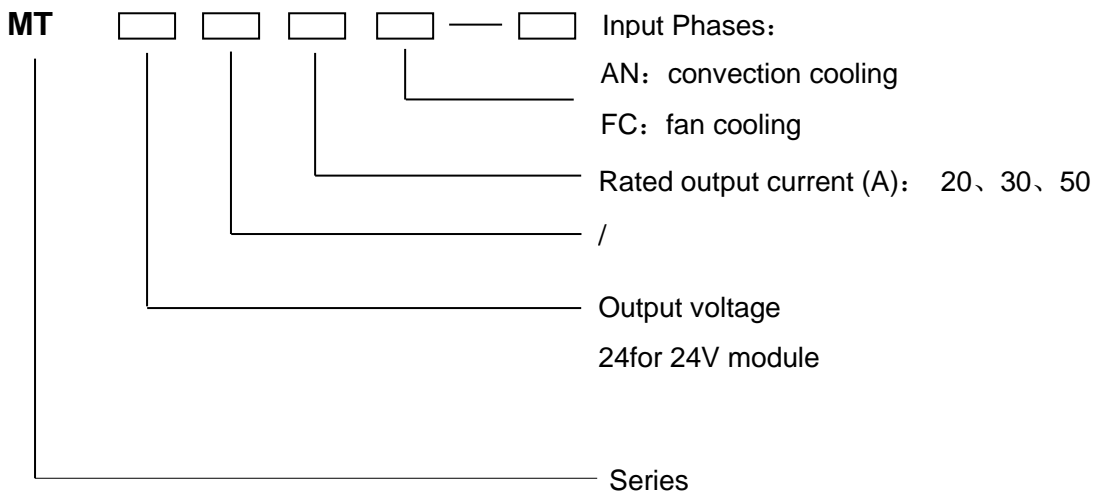 MT Input Phases：
AN：convection cooling
FC：fan cooling
Rated output current (A)： 20、30、50
/
Output voltage
24for 24V module
Series